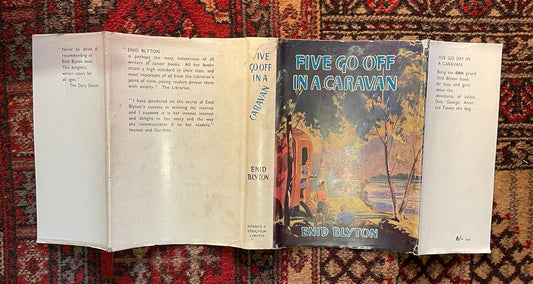 "Never be afraid of
recommending an
Enid Blyton book.
This delightful
writer caters for
all ages."
The Daily Sketch
ENID BLYTON
is perhaps the most industrious of all
writers of junior books. All her books
attain a high standard in their class, and
most important of all from the Librarian's
point of view, young readers devour them
with avidity." The Librarian.
"I have pondered on the secret of Enid
Blyton's success in winning my interest
and I suppose it is her intense interest
and delight in her story and the way
she communicates it to her readers."
Homes and Gardens.
FIVE
GO OFF
IN A
CARAVAN
ENID
BLYTON
HODDER &
STOUGHTON
LIMITED
FIVE GO OFF
IN A CARAVAN
ENID BLYTON
FIVE GO OFF IN
A CARAVAN
Being the
Enid Blyton book
for boys and girls
about the
adventures of Julian,
Dick, George, Anne
and Timmy the dog
6/-